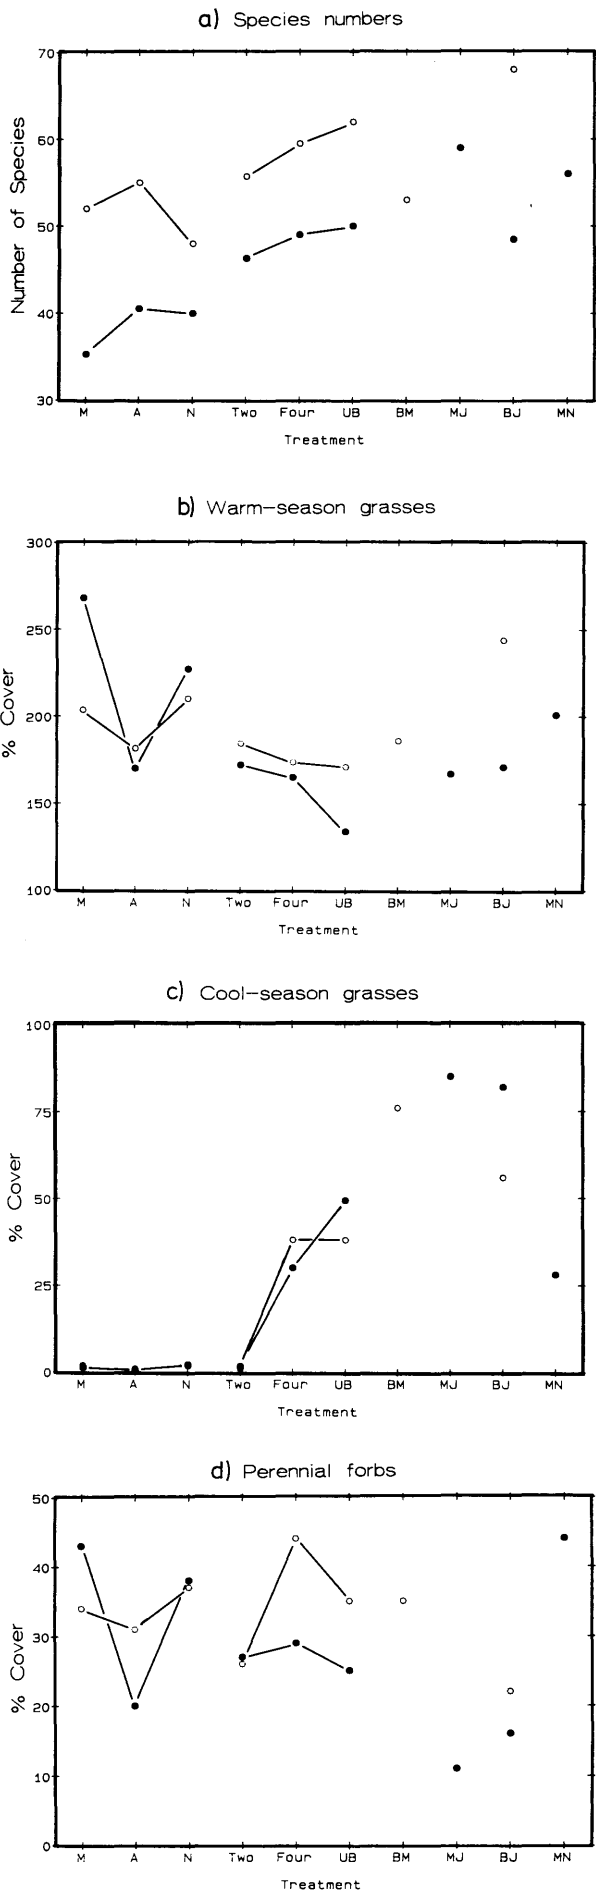 a) Species numbers
Number of Species
70
60
50
40
30
M A N Two Four UB BM MJ BJ MN
Treatment
b) Warm-season grasses
% Cover
300
250
200
150
100
M A N Two Four UB BM MJ BJ MN
Treatment
c) Cool-season grasses
% Cover
100
75
50
25
0
M A N Two Four UB BM MJ BJ MN
Treatment
d) Perennial forbs
% Cover
50
40
30
20
10
0
M A N Two Four UB BM MJ BJ MN
Treatment